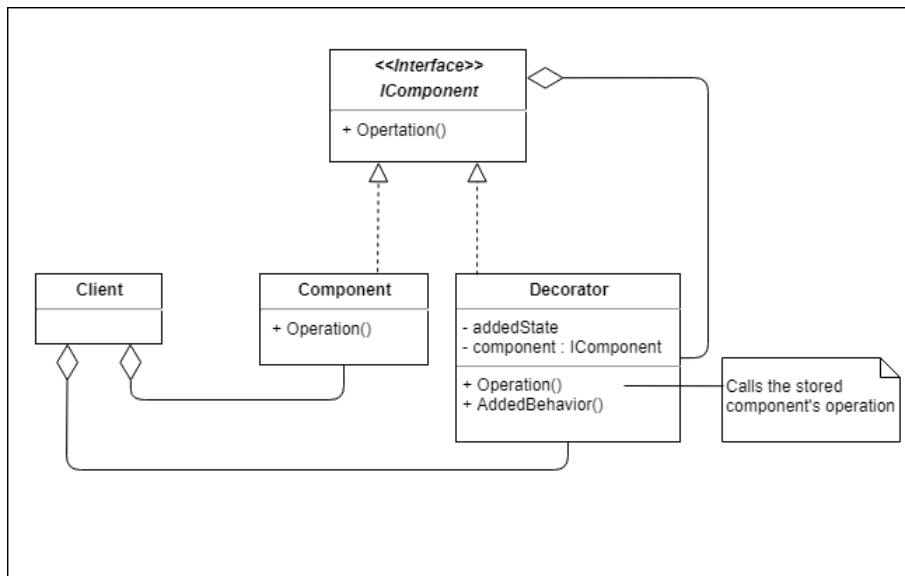 <<Interface>>
IComponent
+ Opertation()
Client
Component
+ Operation()
Decorator
- addedState
- component : IComponent
+ Operation()
+ AddedBehavior()
Calls the stored
component's operation